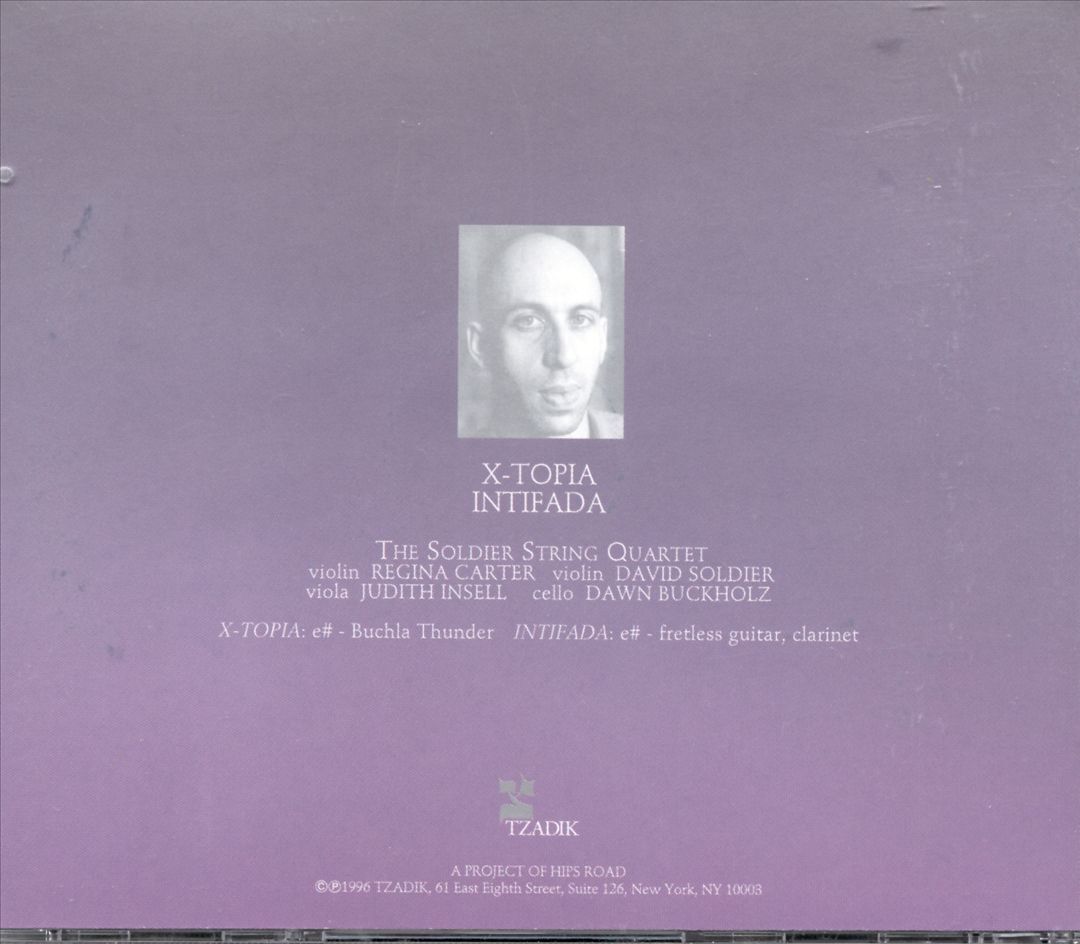 X-TOPIA
INTIFADA
THE SOLDIER STRING QUARTET
violin REGINA CARTER violin DAVID SOLDIER
viola JUDITH INSELL cello DAWN BUCKHOLZ
X-TOPIA: e# - Buchla Thunder INTIFADA: e# - fretless guitar, clarinet
צ
TZADIK
A PROJECT OF HIPS ROAD
©℗1996 TZADIK, 61 East Eighth Street, Suite 126, New York, NY 10003